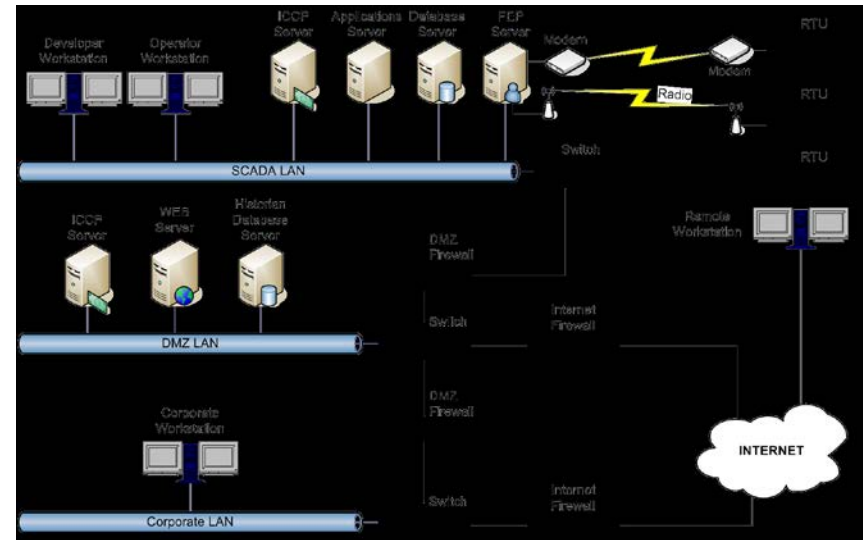 ICCP
Server
Applications
Server
Database
Server
FEP
Server
Developer
Workstation
Operator
Workstation
Modem
Modem
RTU
Radio
RTU
Switch
RTU
SCADA LAN
ICCP
Server
WEB
Server
Historian
Database
Server
DMZ
Firewall
Remote
Workstation
Switch
Internet
Firewall
DMZ LAN
DMZ
Firewall
Corporate
Workstation
INTERNET
Switch
Internet
Firewall
Corporate LAN